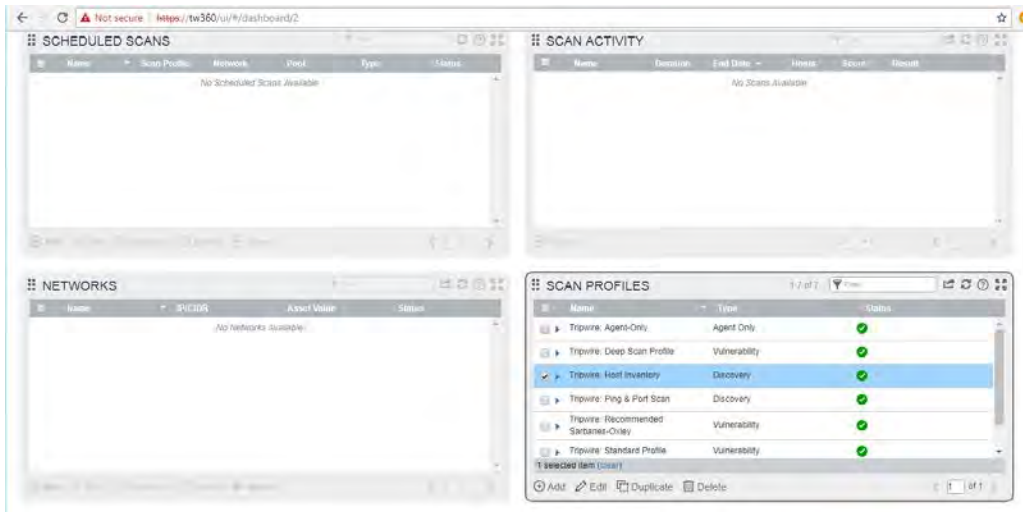 Not secure https://tw360/ui/#/dashboard/2
SCHEDULED SCANS
Name Scan Profile Network Pool Type Status
No Scheduled Scans Available
SCAN ACTIVITY
Name Duration End Date Hosts Score Result
No Scans Available
NETWORKS
Name IP/CIDR Asset Value Status
No Networks Available
SCAN PROFILES 1-7 of 7 Filter
Name Type Status
Tripwire: Agent-Only Agent Only
Tripwire: Deep Scan Profile Vulnerability
Tripwire: Host Inventory Discovery
Tripwire: Ping & Port Scan Discovery
Tripwire: Recommended
Sarbanes-Oxley Vulnerability
Tripwire: Standard Profile Vulnerability
1 selected item (clear)
Add Edit Duplicate Delete 1 of 1